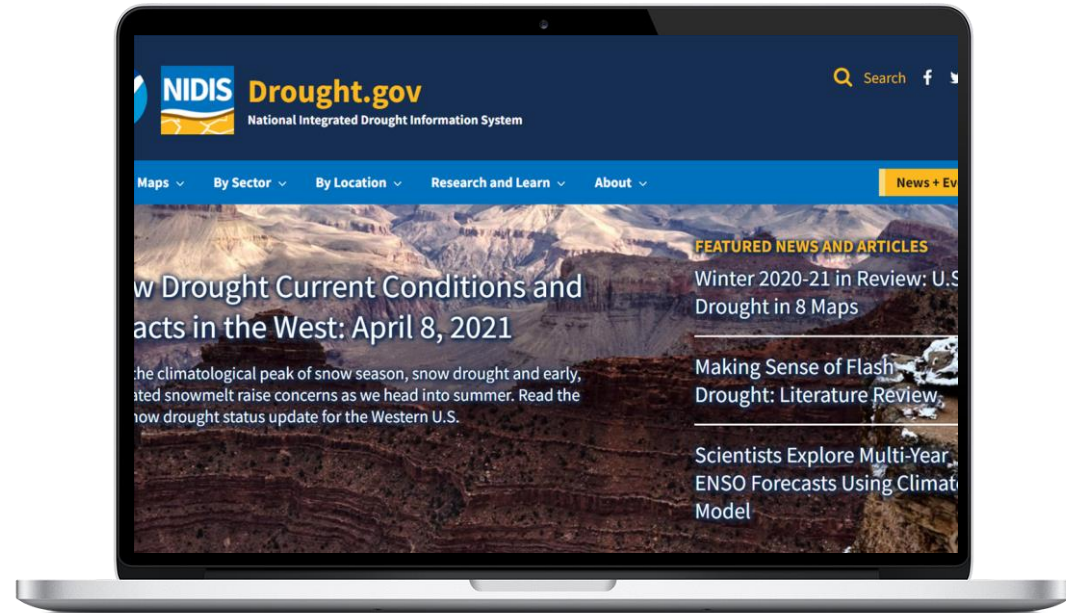 NIDIS
Drought.gov
National Integrated Drought Information System
Search
Maps
By Sector
By Location
Research and Learn
About
News + Ev
w Drought Current Conditions and
acts in the West: April 8, 2021
the climatological peak of snow season, snow drought and early,
ated snowmelt raise concerns as we head into summer. Read the
now drought status update for the Western U.S.
FEATURED NEWS AND ARTICLES
Winter 2020-21 in Review: U.S
Drought in 8 Maps
Making Sense of Flash
Drought: Literature Review
Scientists Explore Multi-Year
ENSO Forecasts Using Climat
Model